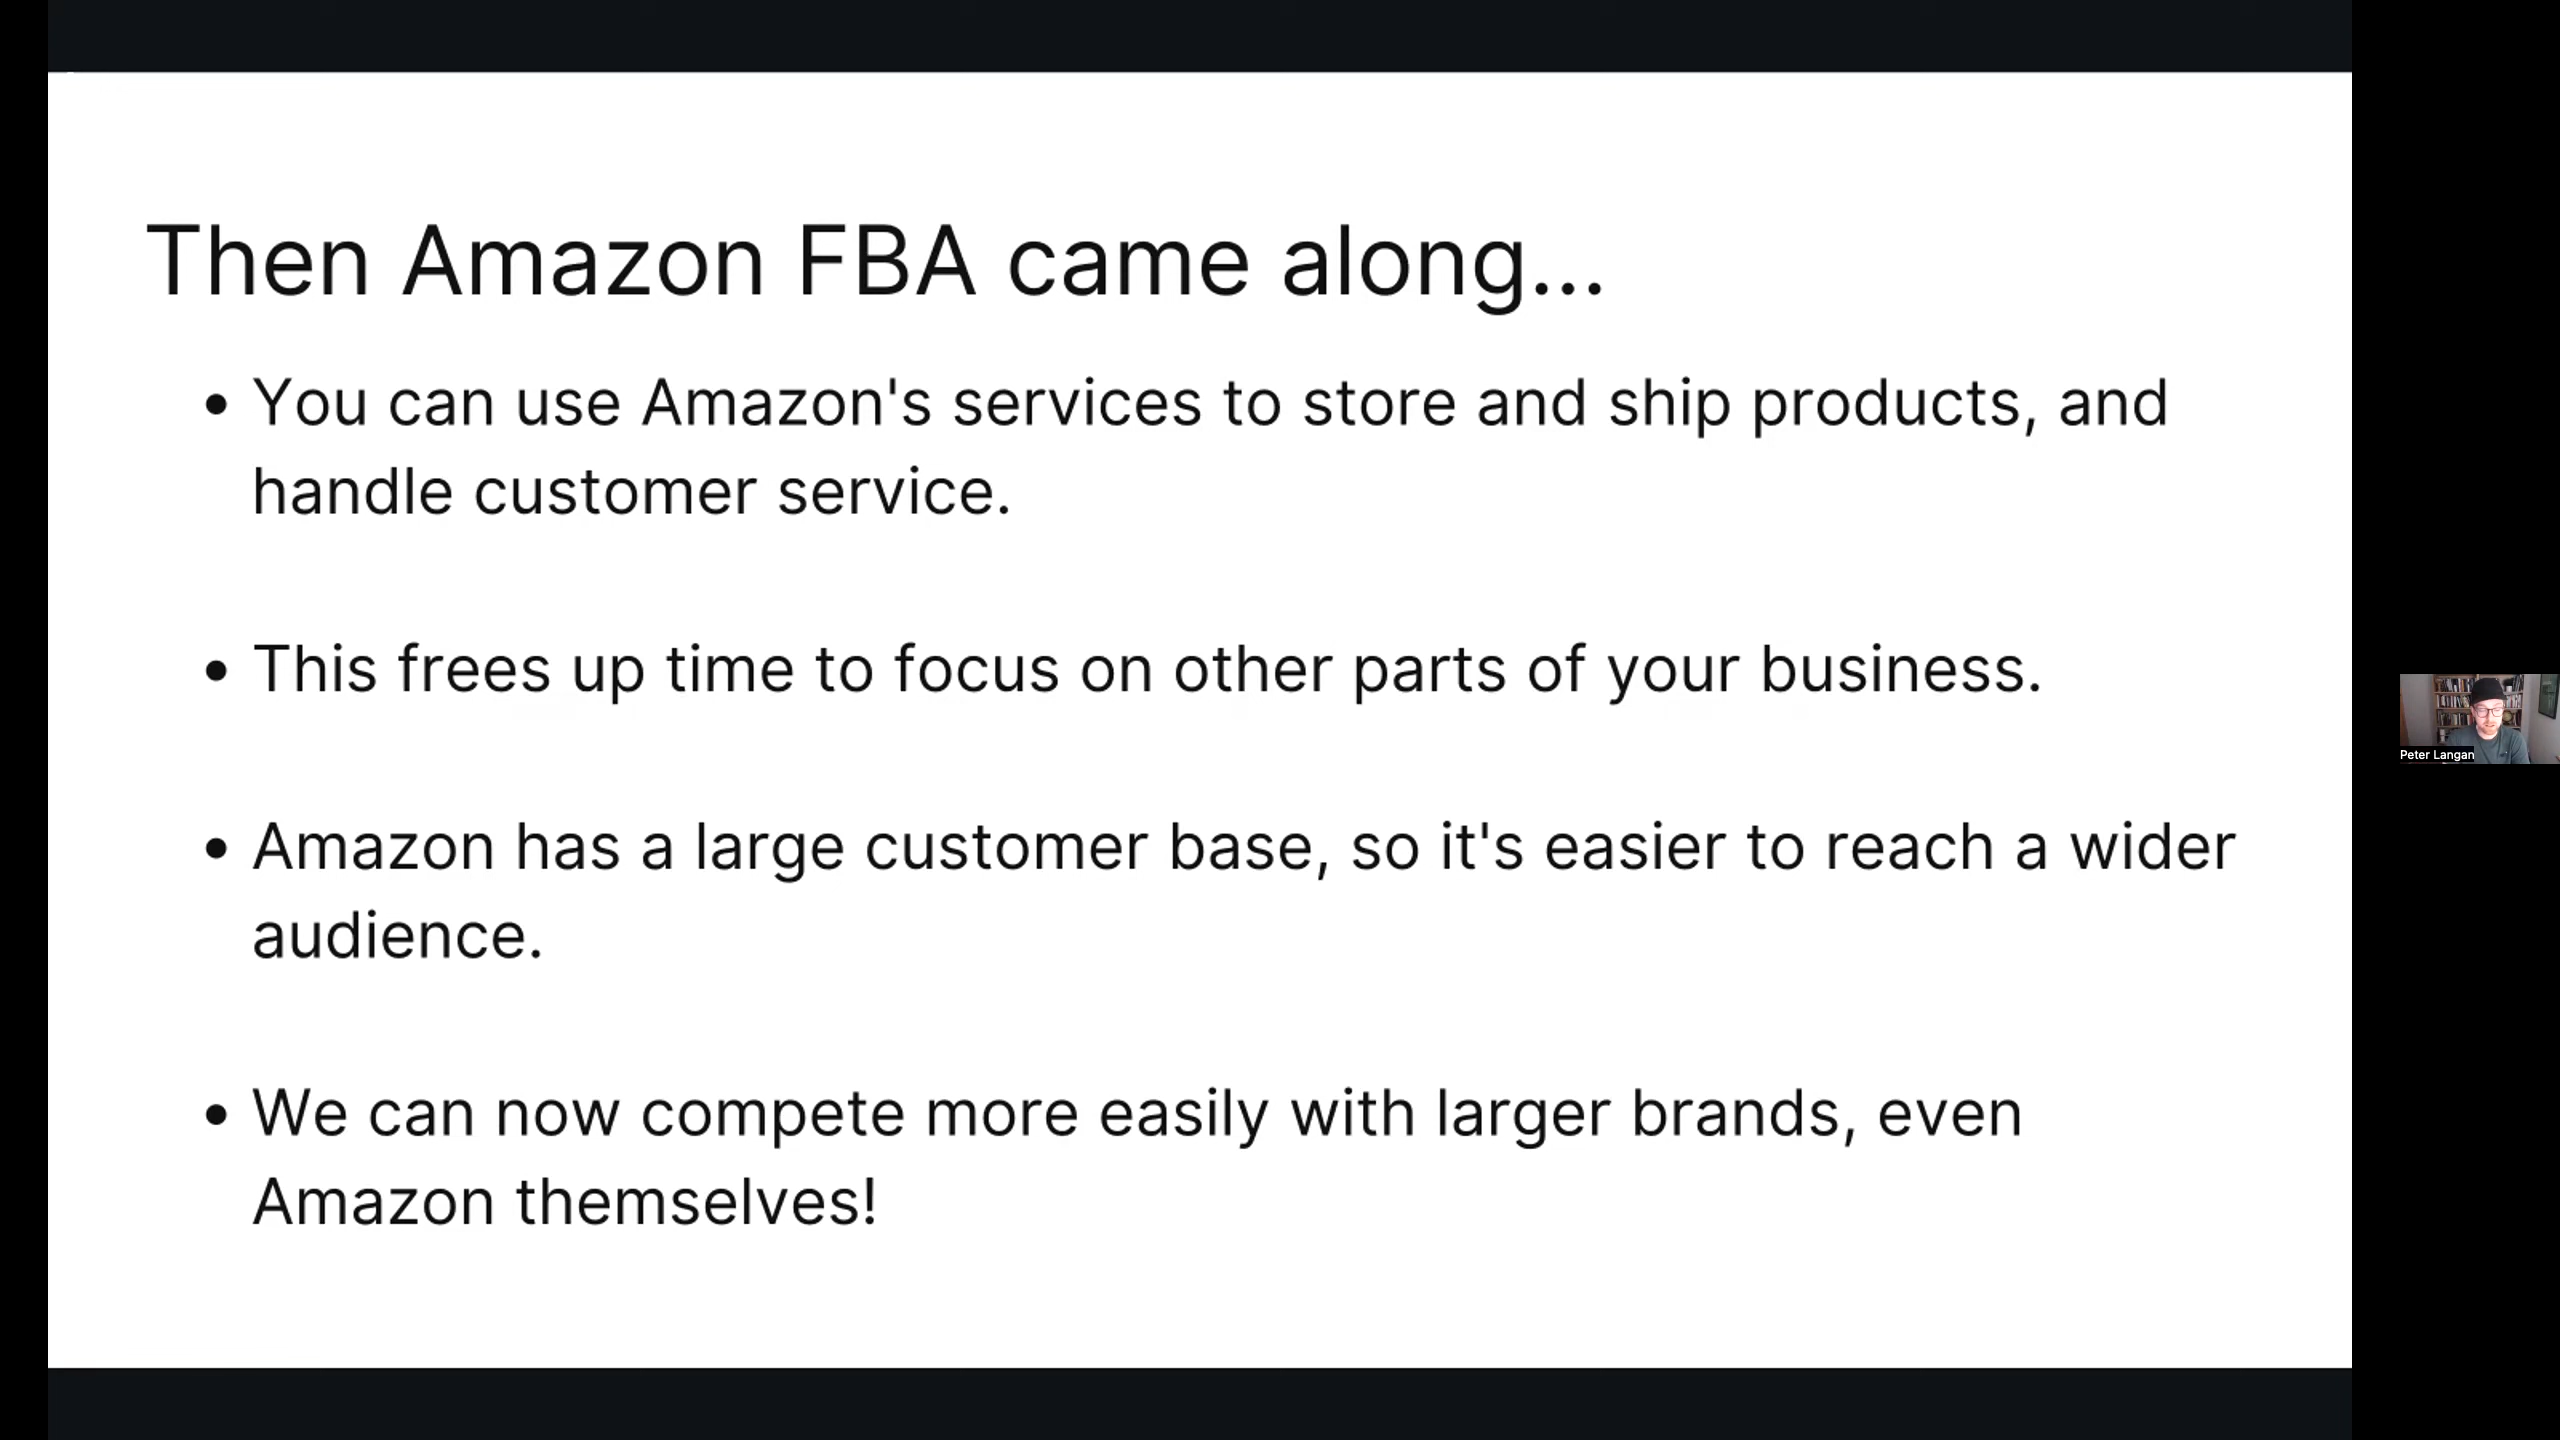 Then Amazon FBA came along...
• You can use Amazon's services to store and ship products, and
handle customer service.
• This frees up time to focus on other parts of your business.
• Amazon has a large customer base, so it's easier to reach a wider
audience.
• We can now compete more easily with larger brands, even
Amazon themselves!
Peter Langan